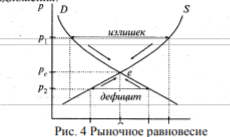 P D S
излишек
P₁
Pₑ e
P₂
дефицит
Рис. 4 Рыночное равновесие